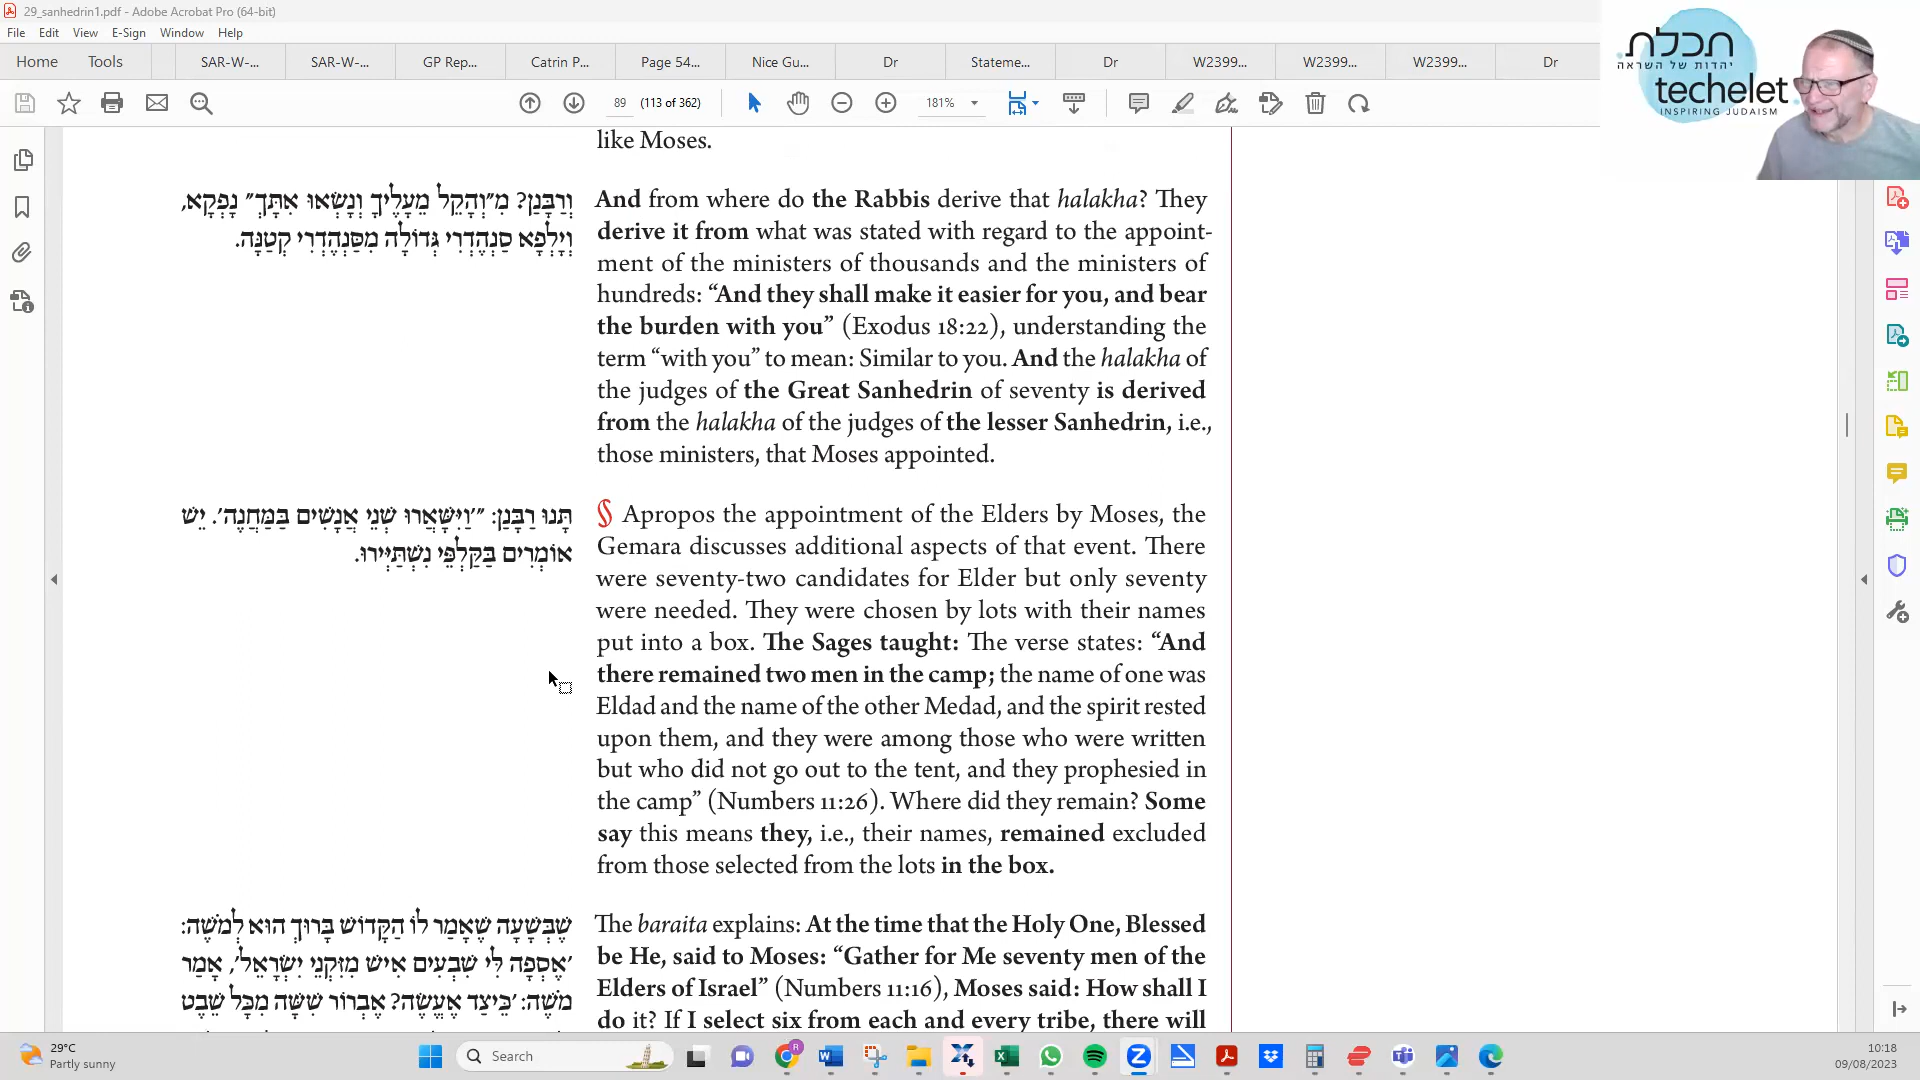 29_sanhedrin1.pdf - Adobe Acrobat Pro (64-bit)
File Edit View E-Sign Window Help
Home Tools SAR-W-... SAR-W-... GP Rep... Catrin P... Page 54... Nice Gu... Dr Stateme... Dr W2399... W2399... W2399... Dr
89 (113 of 362) 181%
תכלת
יהדות של השראה
techelet
INSPIRING JUDAISM
like Moses.
וְרַבָּנַן? מִ״וְהָקֵל מֵעָלֶיךָ וְנָשְׂאוּ אִתָּךְ״ נָפְקָא,
וְיָלְפָא סַנְהֶדְרִי גְּדוֹלָה מִסַּנְהֶדְרִי קְטַנָּה.
And from where do the Rabbis derive that halakha? They
derive it from what was stated with regard to the appoint-
ment of the ministers of thousands and the ministers of
hundreds: “And they shall make it easier for you, and bear
the burden with you” (Exodus 18:22), understanding the
term “with you” to mean: Similar to you. And the halakha of
the judges of the Great Sanhedrin of seventy is derived
from the halakha of the judges of the lesser Sanhedrin, i.e.,
those ministers, that Moses appointed.
תָּנוּ רַבָּנַן: ״׳וַיִּשָּׁאֲרוּ שְׁנֵי אֲנָשִׁים בַּמַּחֲנֶה׳. יֵשׁ
אוֹמְרִים בַּקַּלְפֵּי נִשְׁתַּיְּירוּ.
§ Apropos the appointment of the Elders by Moses, the
Gemara discusses additional aspects of that event. There
were seventy-two candidates for Elder but only seventy
were needed. They were chosen by lots with their names
put into a box. The Sages taught: The verse states: “And
there remained two men in the camp; the name of one was
Eldad and the name of the other Medad, and the spirit rested
upon them, and they were among those who were written
but who did not go out to the tent, and they prophesied in
the camp” (Numbers 11:26). Where did they remain? Some
say this means they, i.e., their names, remained excluded
from those selected from the lots in the box.
שֶׁבְּשָׁעָה שֶׁאָמַר לוֹ הַקָּדוֹשׁ בָּרוּךְ הוּא לְמֹשֶׁה:
׳אֶסְפָה לִּי שִׁבְעִים אִישׁ מִזִּקְנֵי יִשְׂרָאֵל׳, אָמַר
מֹשֶׁה: ׳כֵּיצַד אֶעֱשֶׂה? אֶבְרוֹר שִׁשָּׁה מִכׇּל שֵׁבֶט
The baraita explains: At the time that the Holy One, Blessed
be He, said to Moses: “Gather for Me seventy men of the
Elders of Israel” (Numbers 11:16), Moses said: How shall I
do it? If I select six from each and every tribe, there will
29°C
Partly sunny
Search
10:18
09/08/2023